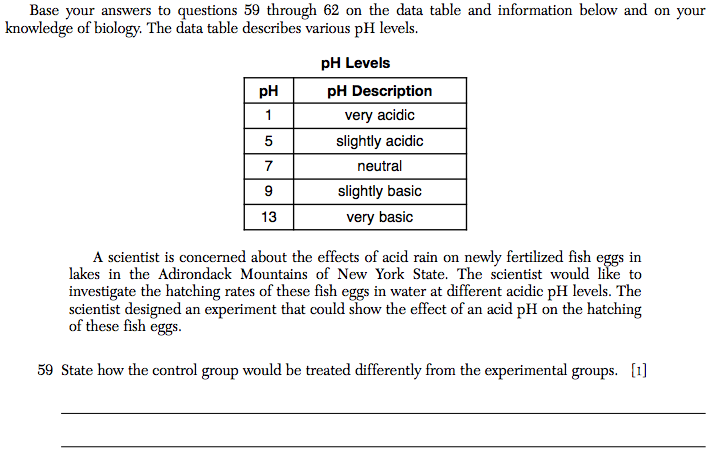 Base your answers to questions 59 through 62 on the data table and information below and on your
knowledge of biology. The data table describes various pH levels.
pH Levels
pH pH Description
1 very acidic
5 slightly acidic
7 neutral
9 slightly basic
13 very basic
A scientist is concerned about the effects of acid rain on newly fertilized fish eggs in
lakes in the Adirondack Mountains of New York State. The scientist would like to
investigate the hatching rates of these fish eggs in water at different acidic pH levels. The
scientist designed an experiment that could show the effect of an acid pH on the hatching
of these fish eggs.
59 State how the control group would be treated differently from the experimental groups. [1]